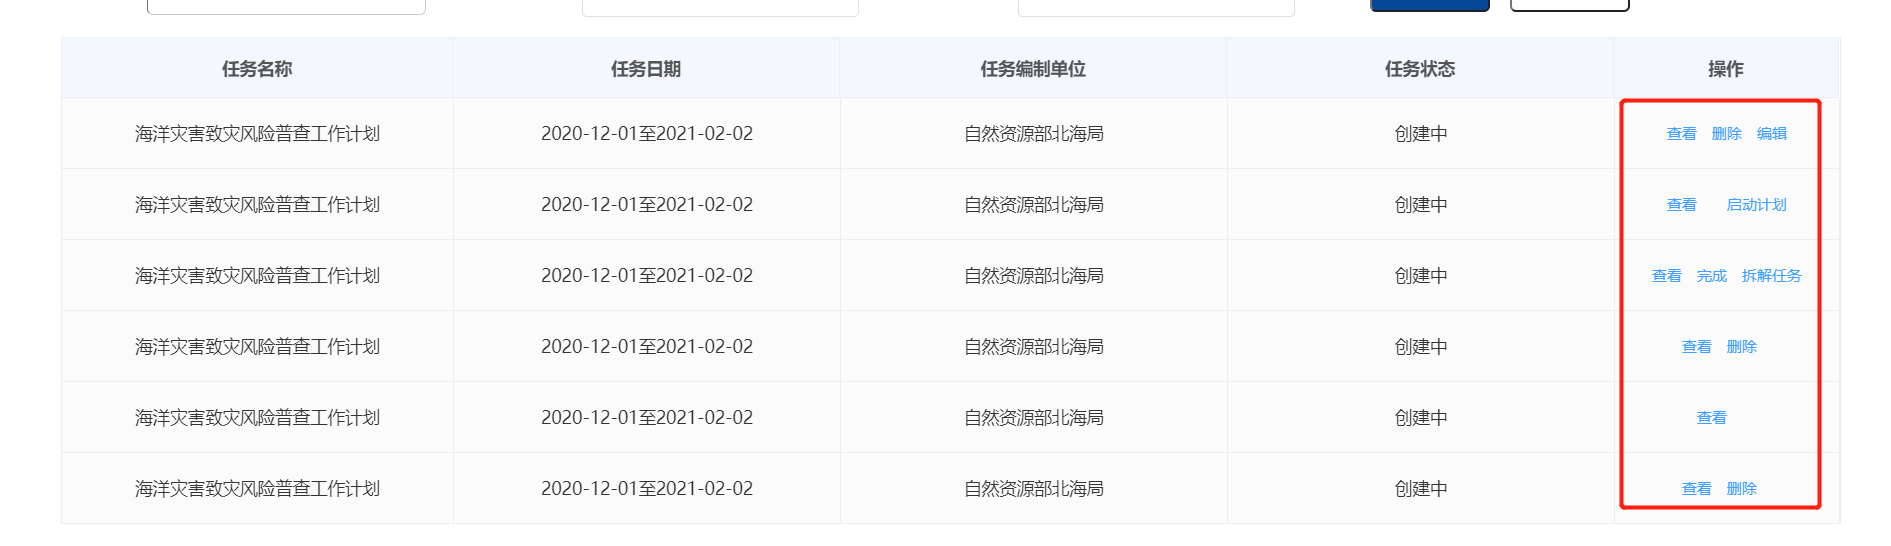 任务名称 任务日期 任务编制单位 任务状态 操作
海洋灾害致灾风险普查工作计划 2020-12-01至2021-02-02 自然资源部北海局 创建中 查看 删除 编辑
海洋灾害致灾风险普查工作计划 2020-12-01至2021-02-02 自然资源部北海局 创建中 查看 启动计划
海洋灾害致灾风险普查工作计划 2020-12-01至2021-02-02 自然资源部北海局 创建中 查看 完成 拆解任务
海洋灾害致灾风险普查工作计划 2020-12-01至2021-02-02 自然资源部北海局 创建中 查看 删除
海洋灾害致灾风险普查工作计划 2020-12-01至2021-02-02 自然资源部北海局 创建中 查看
海洋灾害致灾风险普查工作计划 2020-12-01至2021-02-02 自然资源部北海局 创建中 查看 删除